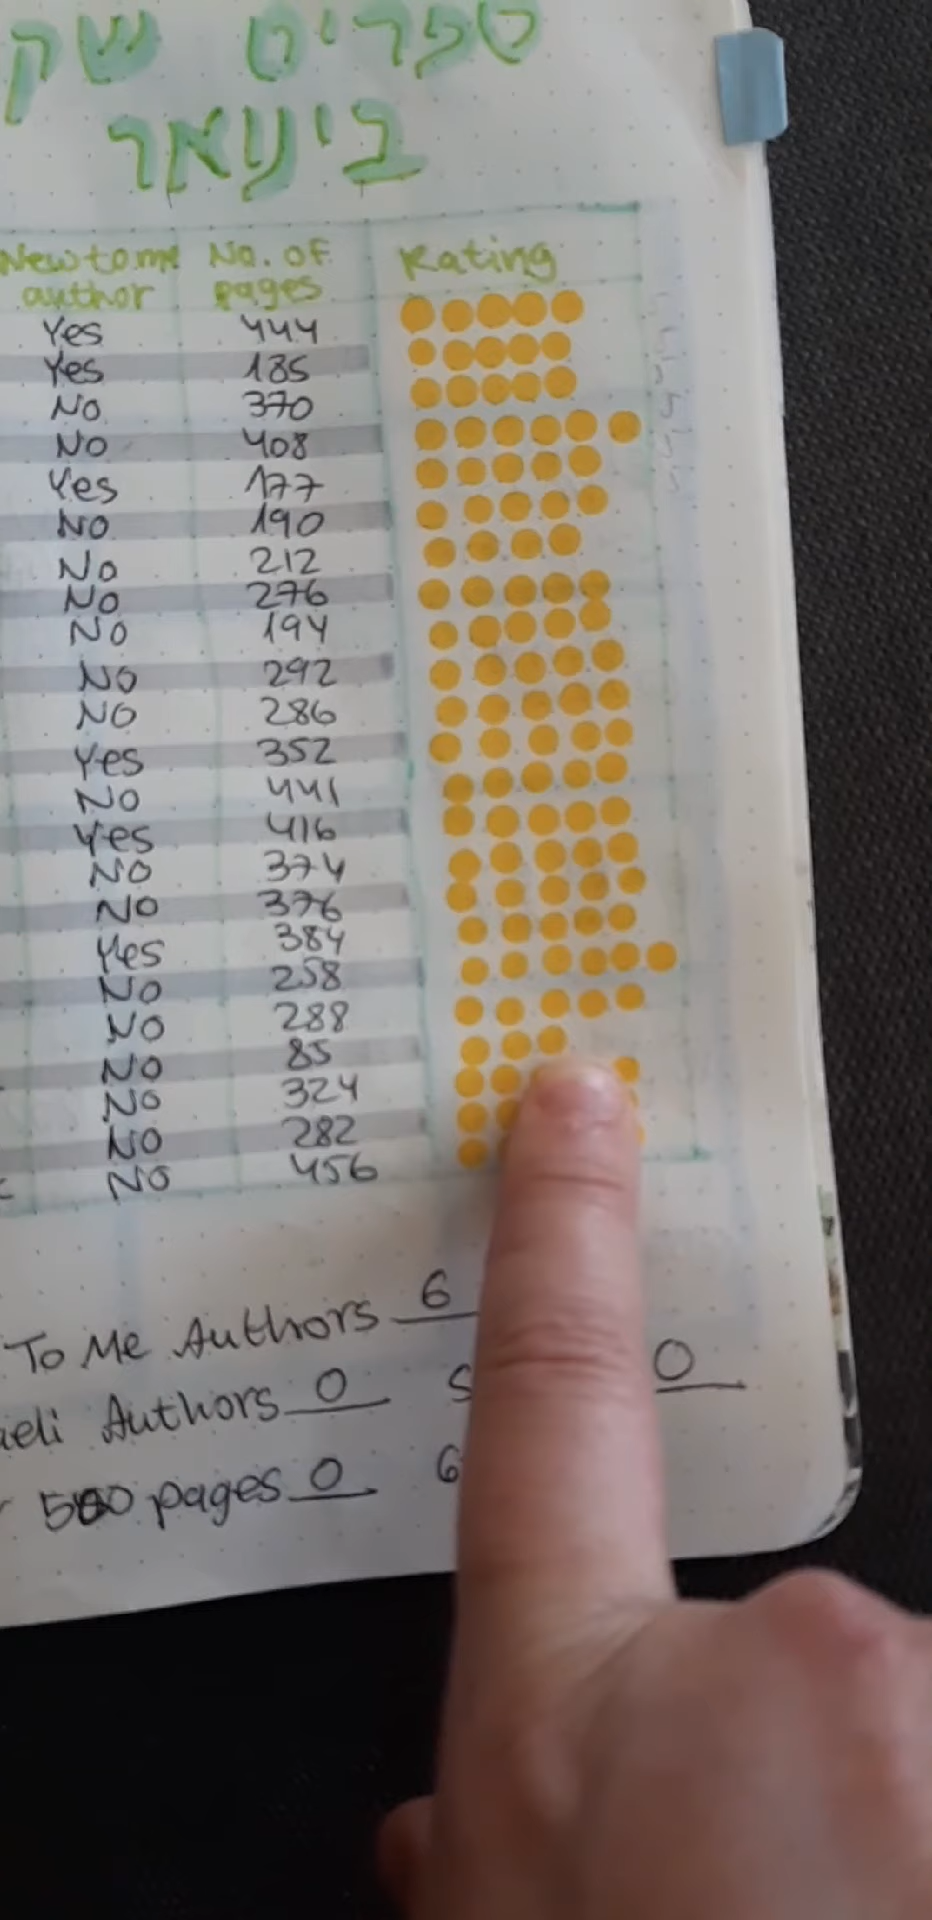 ספרים שק
בינואר
New to me author No. of pages Rating
Yes 444
Yes 185
No 370
No 408
Yes 177
No 190
No 212
No 276
No 194
No 292
No 286
Yes 352
No 441
Yes 416
No 374
No 376
Yes 384
No 258
No 288
No 85
No 324
No 282
No 456
To Me Authors 6
aeli Authors 0 S 0
500 pages 0 6